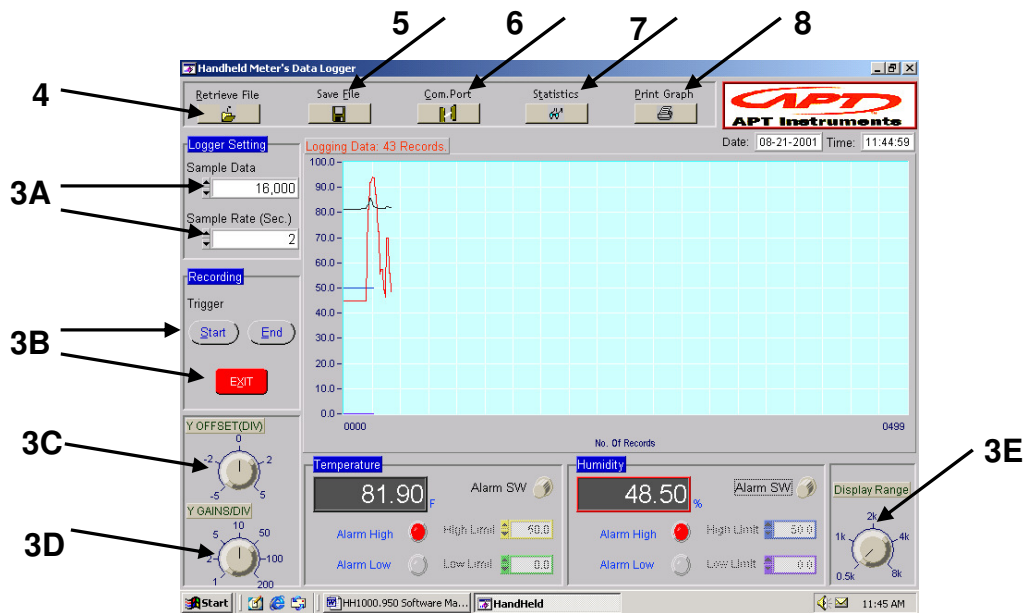 5 6 7 8
Handheld Meter's Data Logger
4
Retrieve File Save File Com.Port Statistics Print Graph
APT
APT Instruments
Logger Setting
Logging Data: 43 Records.
Date: 08-21-2001 Time: 11:44:59
3A
Sample Data
16,000
Sample Rate (Sec.)
2
100.0
90.0
80.0
70.0
60.0
50.0
40.0
30.0
20.0
10.0
0.0
0000 0499
No. Of Records
Recording
Trigger
3B
Start End
EXIT
3C
Y OFFSET(DIV)
0
-2 2
-5 5
3D
Y GAINS/DIV
10
5 50
2 100
1 200
Temperature
81.90 F
Alarm SW
Alarm High High Limit 50.0
Alarm Low Low Limit 0.0
Humidity
48.50 %
Alarm SW
Alarm High High Limit 50.0
Alarm Low Low Limit 0.0
3E
Display Range
2k
1k 4k
0.5k 8k
Start HH1000.950 Software Ma... HandHeld 11:45 AM